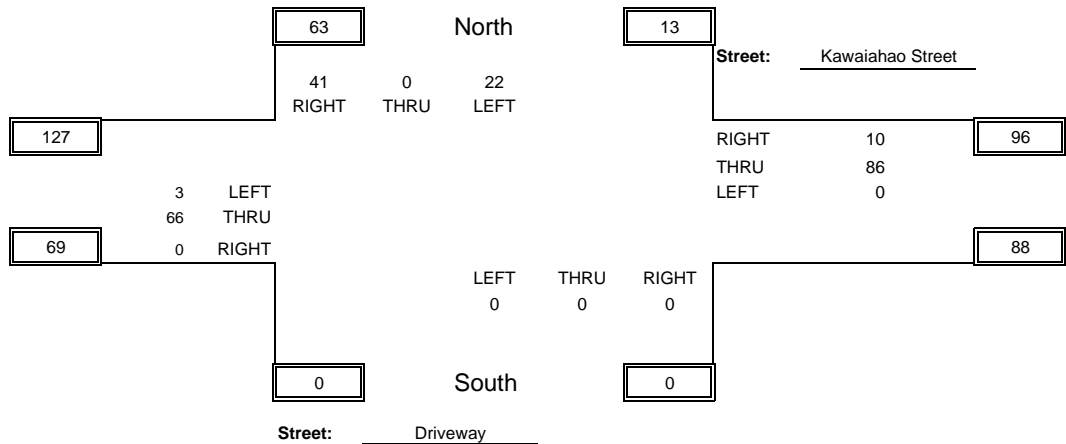 63 North 13
Street: Kawaiahao Street
41 0 22
RIGHT THRU LEFT
127 RIGHT 10 96
THRU 86
3 LEFT LEFT 0
66 THRU
69 0 RIGHT 88
LEFT THRU RIGHT
0 0 0
0 South 0
Street: Driveway